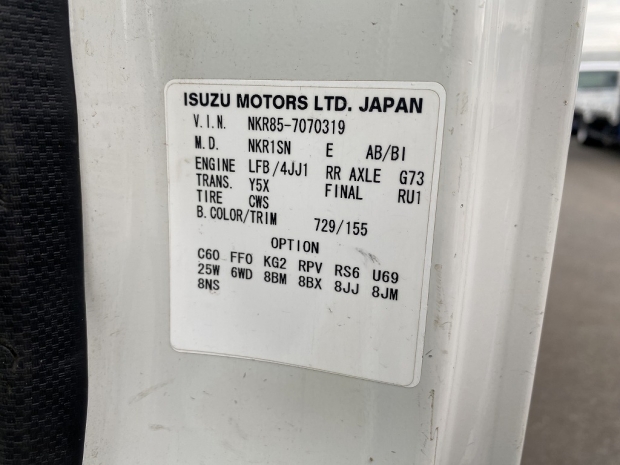 ISUZU MOTORS LTD. JAPAN
V.I.N. NKR85-7070319
M.D. NKR1SN E AB/BI
ENGINE LFB/4JJ1 RR AXLE G73
TRANS. Y5X FINAL RU1
TIRE CWS
B.COLOR/TRIM 729/155
OPTION
C60 FF0 KG2 RPV RS6 U69
25W 6WD 8BM 8BX 8JJ 8JM
8NS